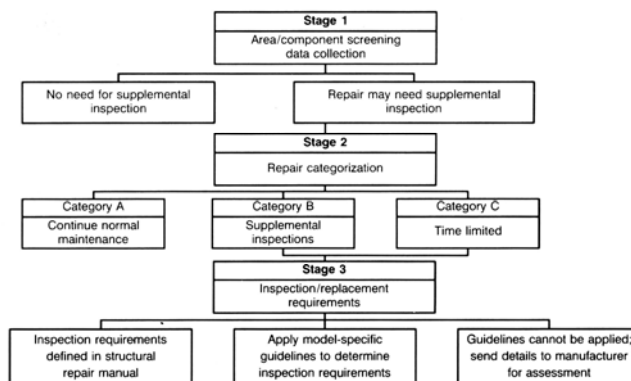 Stage 1
Area/component screening
data collection
No need for supplemental
inspection
Repair may need supplemental
inspection
Stage 2
Repair categorization
Category A
Continue normal
maintenance
Category B
Supplemental
inspections
Category C
Time limited
Stage 3
Inspection/replacement
requirements
Inspection requirements
defined in structural
repair manual
Apply model-specific
guidelines to determine
inspection requirements
Guidelines cannot be applied;
send details to manufacturer
for assessment